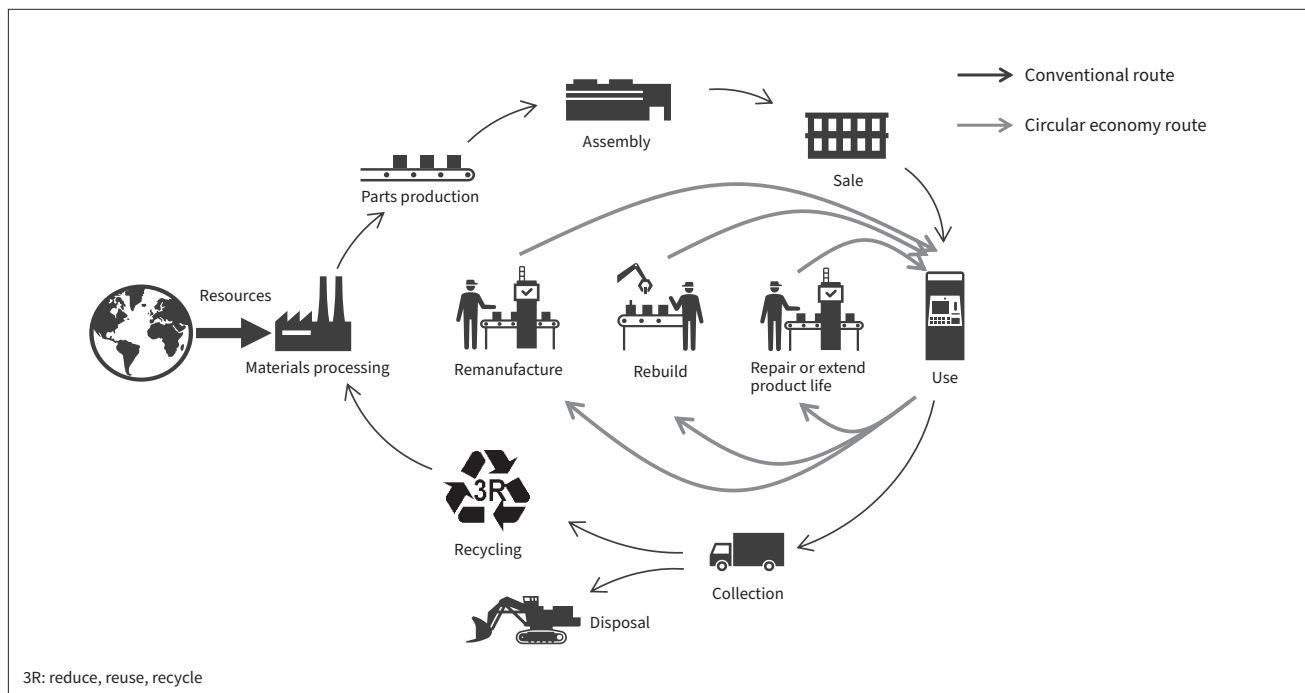 Conventional route
Circular economy route
Assembly
Sale
Parts production
Resources
Materials processing
Remanufacture
Rebuild
Repair or extend
product life
Use
3R
Recycling
Collection
Disposal
3R: reduce, reuse, recycle